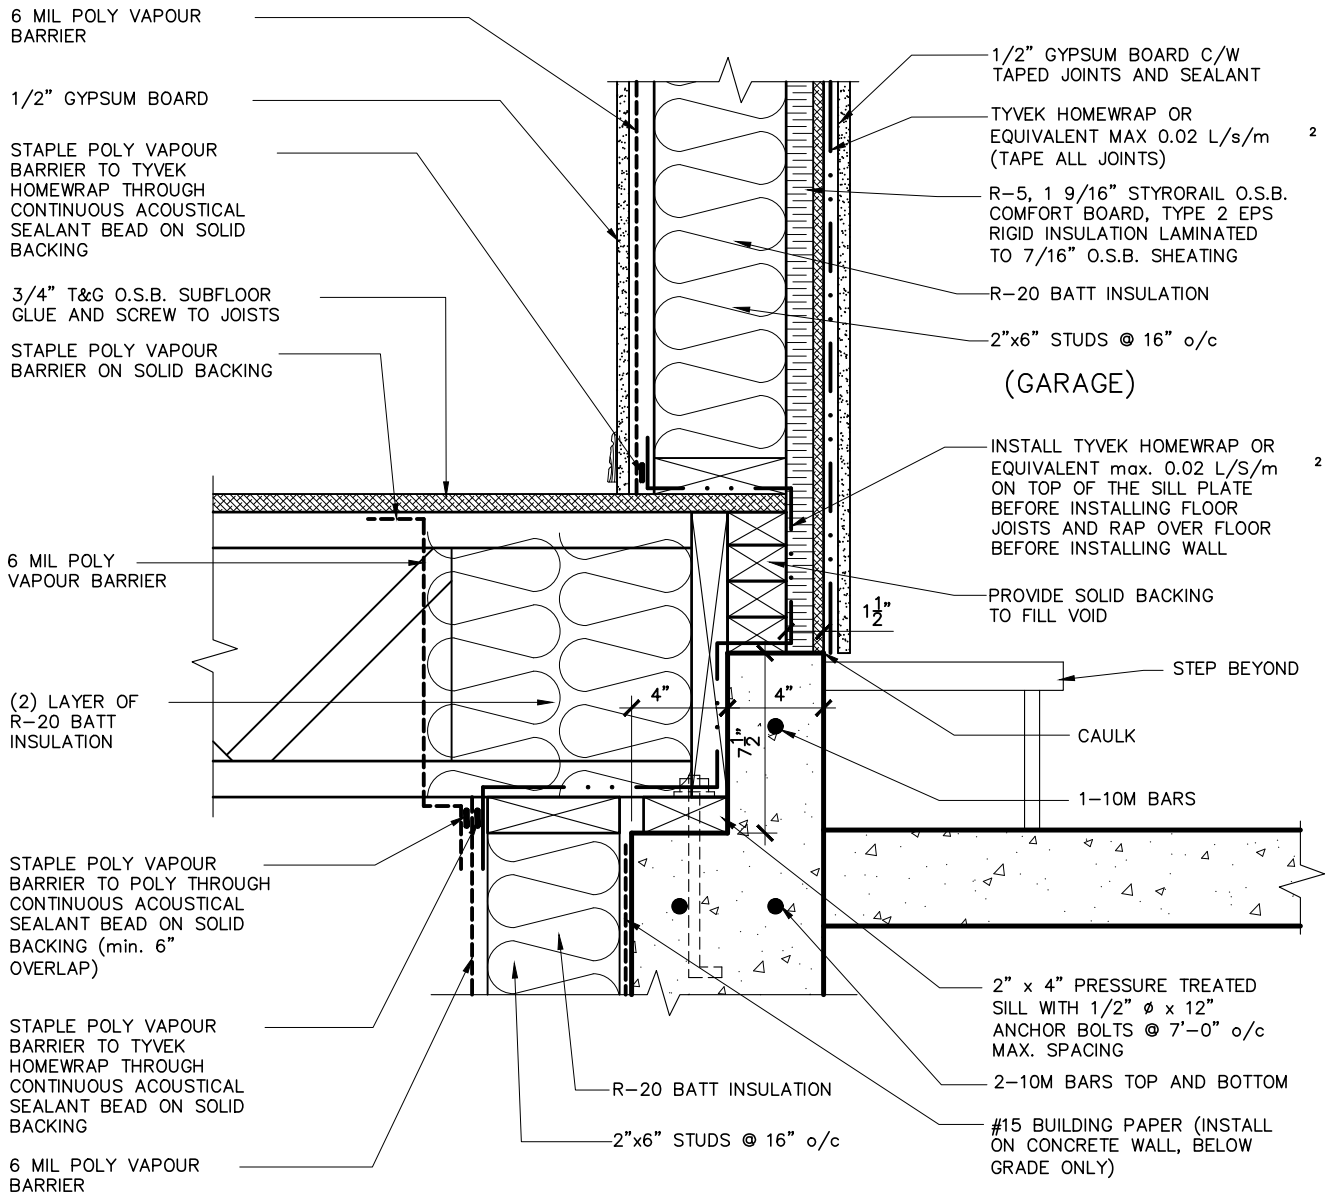 6 MIL POLY VAPOUR
BARRIER
1/2" GYPSUM BOARD
STAPLE POLY VAPOUR
BARRIER TO TYVEK
HOMEWRAP THROUGH
CONTINUOUS ACOUSTICAL
SEALANT BEAD ON SOLID
BACKING
3/4" T&G O.S.B. SUBFLOOR
GLUE AND SCREW TO JOISTS
STAPLE POLY VAPOUR
BARRIER ON SOLID BACKING
6 MIL POLY
VAPOUR BARRIER
(2) LAYER OF
R-20 BATT
INSULATION
STAPLE POLY VAPOUR
BARRIER TO POLY THROUGH
CONTINUOUS ACOUSTICAL
SEALANT BEAD ON SOLID
BACKING (min. 6"
OVERLAP)
STAPLE POLY VAPOUR
BARRIER TO TYVEK
HOMEWRAP THROUGH
CONTINUOUS ACOUSTICAL
SEALANT BEAD ON SOLID
BACKING
6 MIL POLY VAPOUR
BARRIER
4"
4"
7 1/2"
1 1/2"
R-20 BATT INSULATION
2"x6" STUDS @ 16" o/c
1/2" GYPSUM BOARD C/W
TAPED JOINTS AND SEALANT
TYVEK HOMEWRAP OR
EQUIVALENT MAX 0.02 L/s/m 2
(TAPE ALL JOINTS)
R-5, 1 9/16" STYRORAIL O.S.B.
COMFORT BOARD, TYPE 2 EPS
RIGID INSULATION LAMINATED
TO 7/16" O.S.B. SHEATING
R-20 BATT INSULATION
2"x6" STUDS @ 16" o/c
(GARAGE)
INSTALL TYVEK HOMEWRAP OR
EQUIVALENT max. 0.02 L/S/m 2
ON TOP OF THE SILL PLATE
BEFORE INSTALLING FLOOR
JOISTS AND RAP OVER FLOOR
BEFORE INSTALLING WALL
PROVIDE SOLID BACKING
TO FILL VOID
STEP BEYOND
CAULK
1-10M BARS
2" x 4" PRESSURE TREATED
SILL WITH 1/2" ø x 12"
ANCHOR BOLTS @ 7'-0" o/c
MAX. SPACING
2-10M BARS TOP AND BOTTOM
#15 BUILDING PAPER (INSTALL
ON CONCRETE WALL, BELOW
GRADE ONLY)